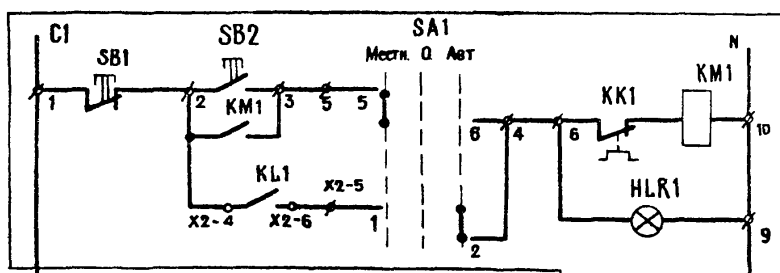 C1 SB1 SB2 SA1 N
Местн. О Авт
KM1
1 2 KM1 3 5 5 6 4 6 KK1 10
KL1 X2-5 HLR1
X2-4 X2-6 1 2 9